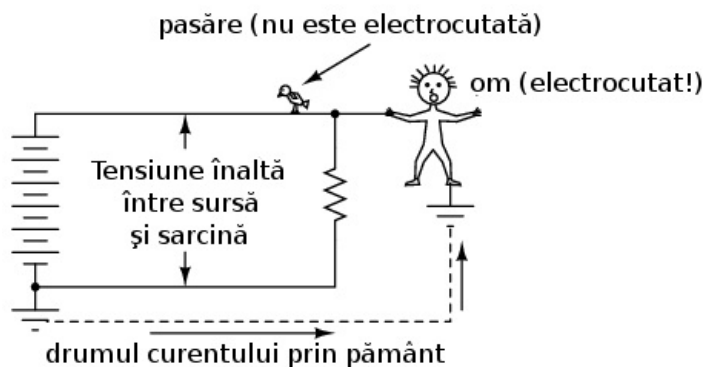 pasăre (nu este electrocutată)
om (electrocutat!)
Tensiune înaltă
între sursă
şi sarcină
drumul curentului prin pământ